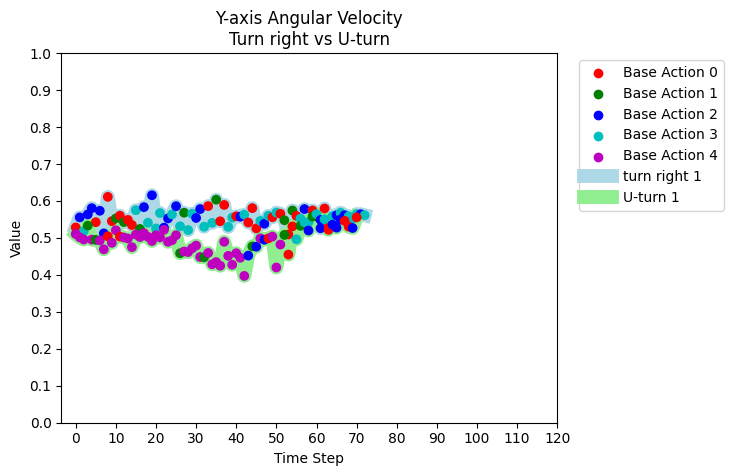 Y-axis Angular Velocity
Turn right vs U-turn
Value
1.0
0.9
0.8
0.7
0.6
0.5
0.4
0.3
0.2
0.1
0.0
0 10 20 30 40 50 60 70 80 90 100 110 120
Time Step
Base Action 0
Base Action 1
Base Action 2
Base Action 3
Base Action 4
turn right 1
U-turn 1